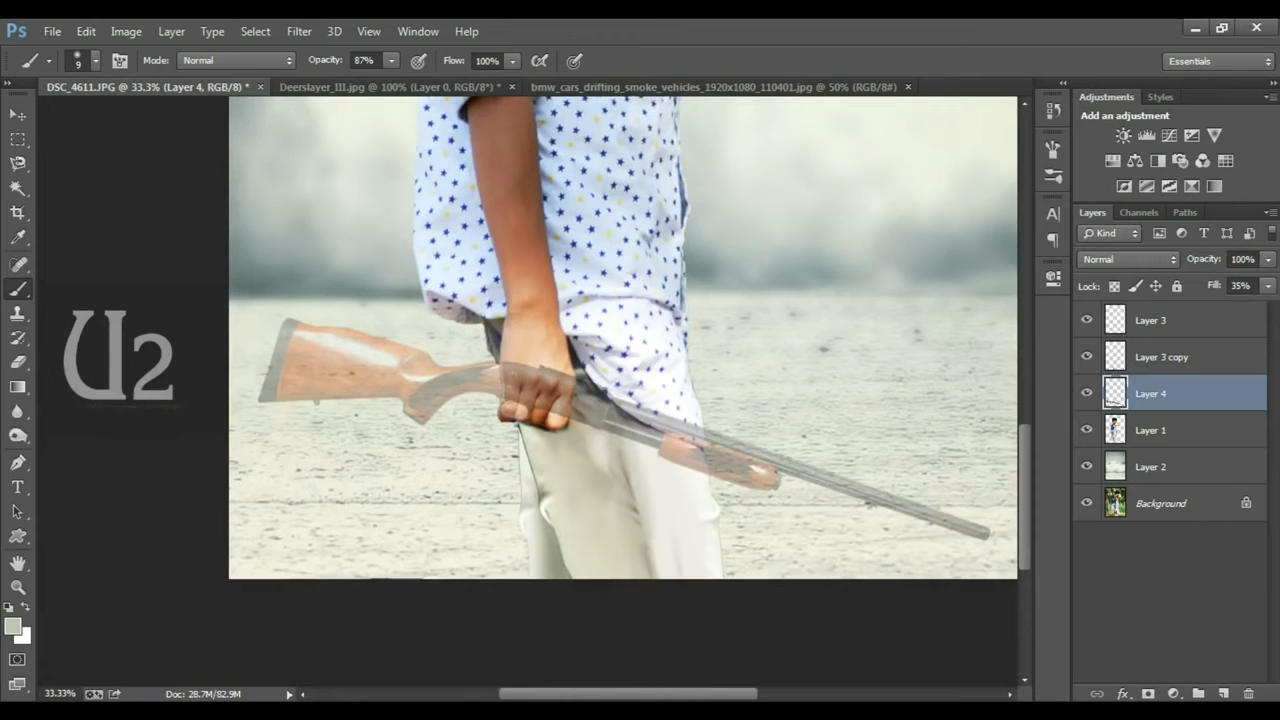 Ps File Edit Image Layer Type Select Filter 3D View Window Help
9 Mode: Normal Opacity: 87% Flow: 100% Essentials
DSC_4611.JPG @ 33.3% (Layer 4, RGB/8) * × Deerslayer_III.jpg @ 100% (Layer 0, RGB/8*) * × bmw_cars_drifting_smoke_vehicles_1920x1080_110401.jpg @ 50% (RGB/8#) ×
Adjustments Styles
Add an adjustment
Layers Channels Paths
Kind
Normal Opacity: 100%
Lock: Fill: 35%
Layer 3
Layer 3 copy
Layer 4
Layer 1
Layer 2
Background
33.33% Doc: 28.7M/82.9M